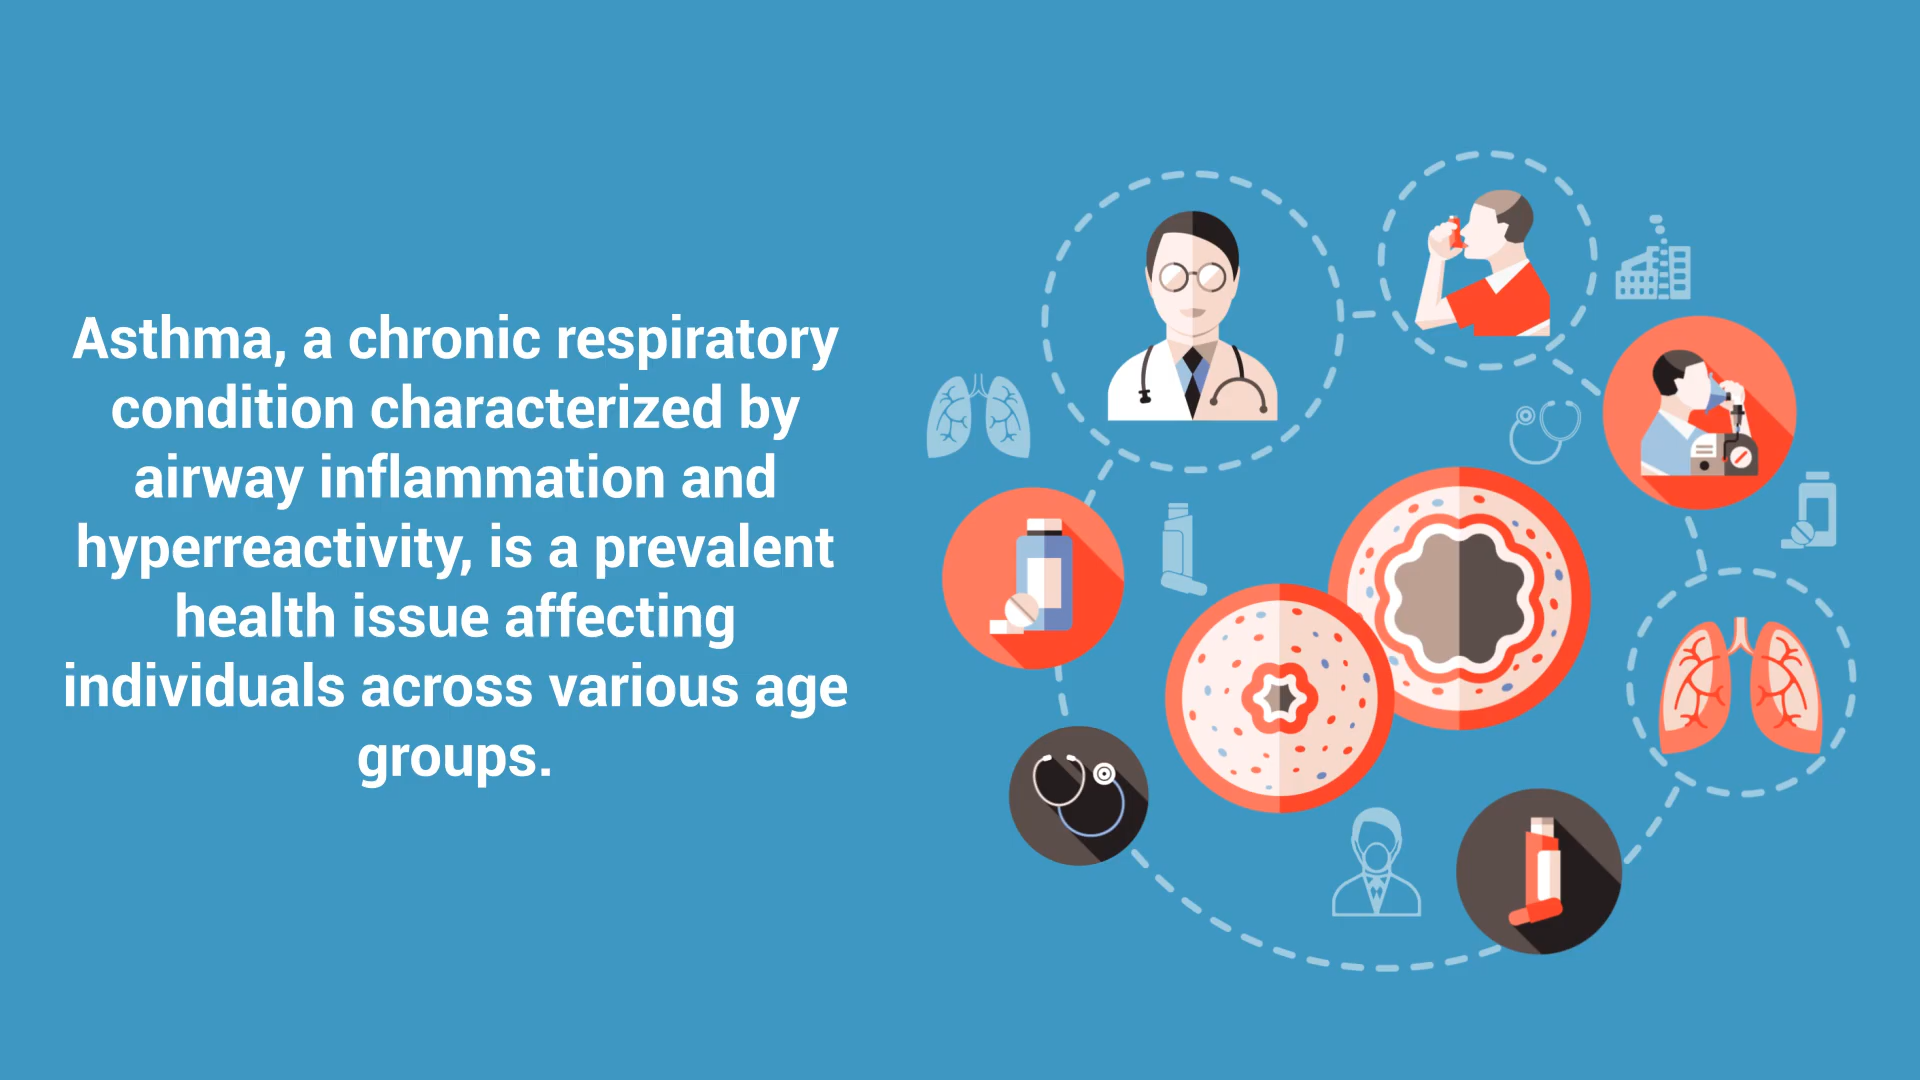 Asthma, a chronic respiratory
condition characterized by
airway inflammation and
hyperreactivity, is a prevalent
health issue affecting
individuals across various age
groups.